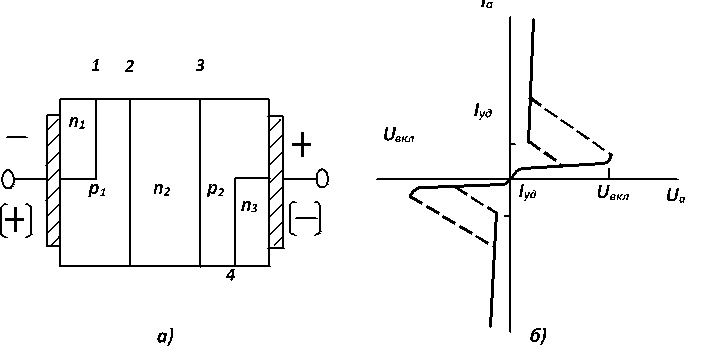 1 2 3
n1
p1 n2 p2
n3
4
− +
(+) (−)
а)
Iа
Iуд
Uвкл
Iуд Uвкл Uа
б)